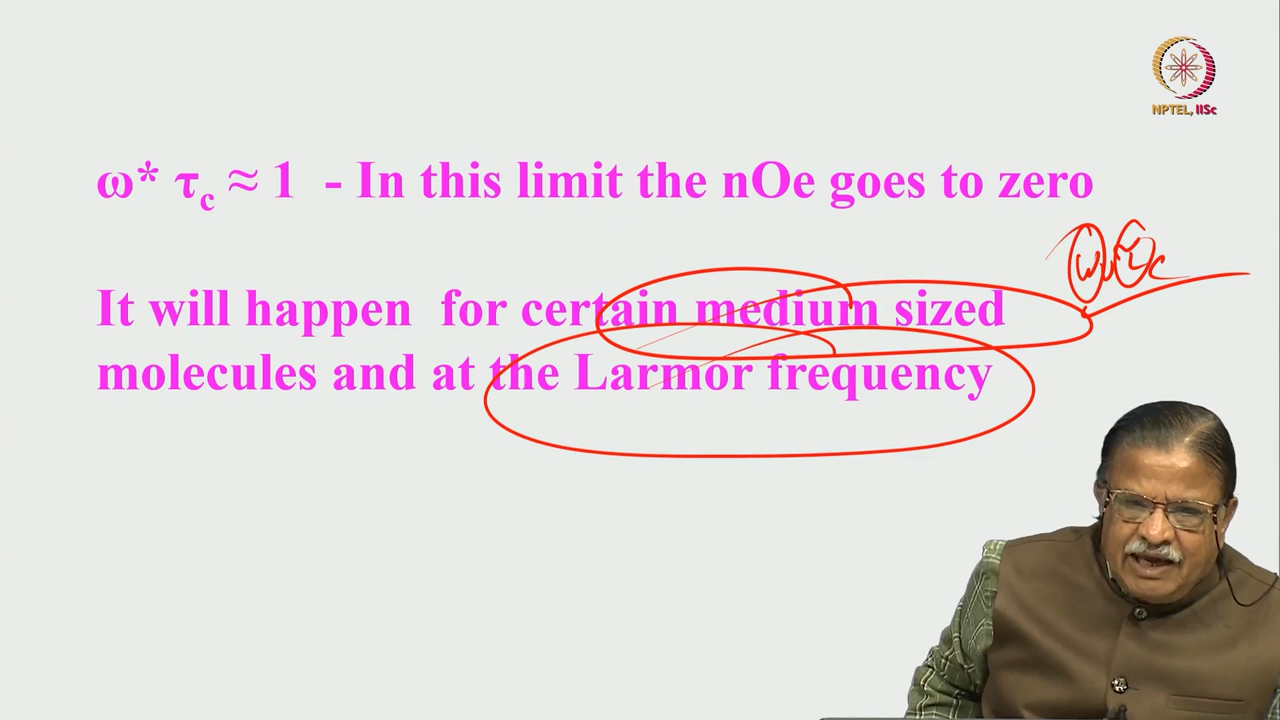 NPTEL, IISc
ω* τc ≈ 1 - In this limit the nOe goes to zero
It will happen for certain medium sized
molecules and at the Larmor frequency